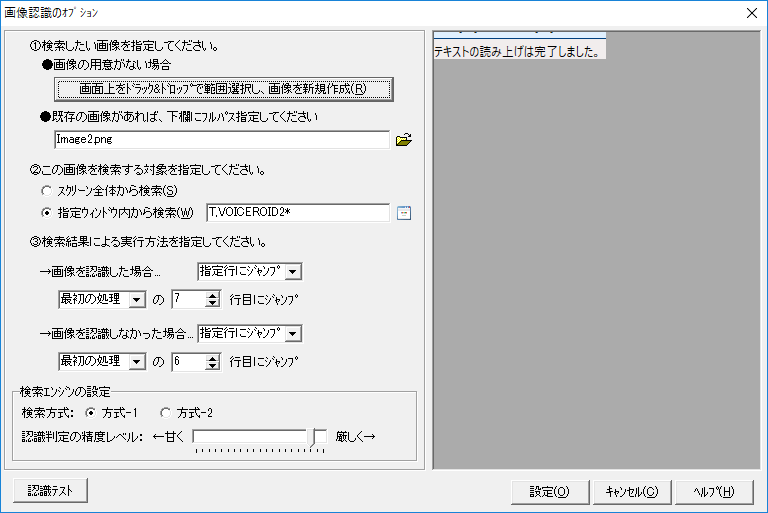 画像認識のｵﾌﾟｼｮﾝ
①検索したい画像を指定してください。
●画像の用意がない場合
画面上をﾄﾞﾗｯｸ&ﾄﾞﾛｯﾌﾟで範囲選択し、画像を新規作成(R)
●既存の画像があれば、下欄にﾌﾙﾊﾟｽ指定してください
Image2.png
②この画像を検索する対象を指定してください。
ｽｸﾘｰﾝ全体から検索(S)
指定ｳｨﾝﾄﾞｳ内から検索(W)
T,VOICEROID2*
③検索結果による実行方法を指定してください。
→画像を認識した場合... 指定行にｼﾞｬﾝﾌﾟ
最初の処理 の 7 行目にｼﾞｬﾝﾌﾟ
→画像を認識しなかった場合... 指定行にｼﾞｬﾝﾌﾟ
最初の処理 の 6 行目にｼﾞｬﾝﾌﾟ
検索ｴﾝｼﾞﾝの設定
検索方式: 方式-1 方式-2
認識判定の精度レベル: ←甘く 厳しく→
認識ﾃｽﾄ
テキストの読み上げは完了しました。
設定(O) ｷｬﾝｾﾙ(C) ﾍﾙﾌﾟ(H)